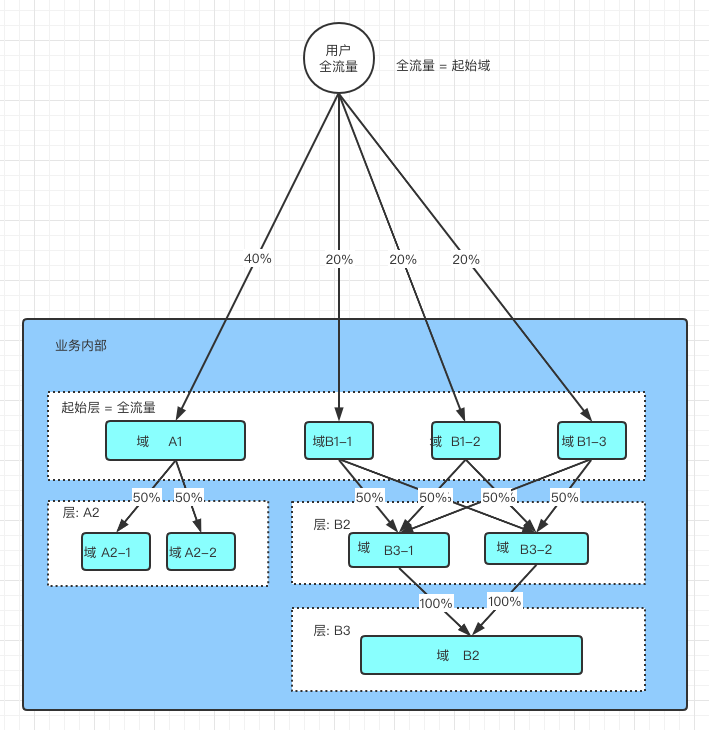 用户
全流量
全流量 = 起始域
40%
20%
20%
20%
业务内部
起始层 = 全流量
域 A1
域B1-1
域 B1-2
域B1-3
50%
50%
50%
50%
50%
50%
层: A2
域 A2-1
域 A2-2
层: B2
域 B3-1
域 B3-2
100%
100%
层: B3
域 B2